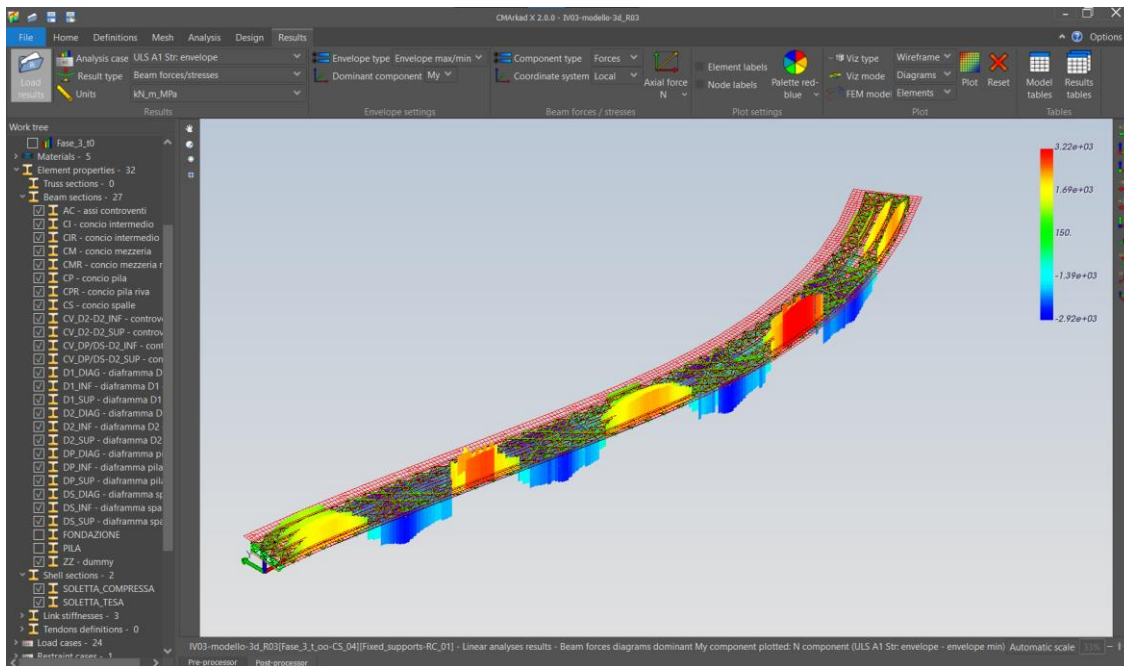 CMArkad X 2.0.0 - IV03-modello-3d_R03
File Home Definitions Mesh Analysis Design Results Options
Load results
Analysis case ULS A1 Str: envelope
Result type Beam forces/stresses
Units kN_m_MPa
Results
Envelope type Envelope max/min
Dominant component My
Envelope settings
Component type Forces
Coordinate system Local
Axial force N
Beam forces / stresses
Element labels
Node labels
Palette red-blue
Plot settings
Viz type Wireframe
Viz mode Diagrams
FEM model Elements
Plot
Reset
Plot
Model tables
Results tables
Tables
Work tree
Fase_3_t0
Materials - 5
Element properties - 32
Truss sections - 0
Beam sections - 27
AC - assi controventi
CI - concio intermedio
CIR - concio intermedio
CM - concio mezzeria
CMR - concio mezzeria r
CP - concio pila
CPR - concio pila riva
CS - concio spalle
CV_D2-D2_INF - controv
CV_D2-D2_SUP - controv
CV_DP/DS-D2_INF - cont
CV_DP/DS-D2_SUP - con
D1_DIAG - diaframma D
D1_INF - diaframma D1
D1_SUP - diaframma D1
D2_DIAG - diaframma D
D2_INF - diaframma D2
D2_SUP - diaframma D2
DP_DIAG - diaframma pi
DP_INF - diaframma pila
DP_SUP - diaframma pila
DS_DIAG - diaframma sp
DS_INF - diaframma spa
DS_SUP - diaframma spa
FONDAZIONE
PILA
ZZ - dummy
Shell sections - 2
SOLETTA_COMPRESSA
SOLETTA_TESA
Link stiffnesses - 3
Tendons definitions - 0
Load cases - 24
Restraint cases - 1
3.22e+03
1.69e+03
150.
-1.39e+03
-2.92e+03
IV03-modello-3d_R03[Fase_3_t_oo-CS_04][Fixed_supports-RC_01] - Linear analyses results - Beam forces diagrams dominant My component plotted: N component (ULS A1 Str: envelope - envelope min) Automatic scale 33%
Pre-processor Post-processor